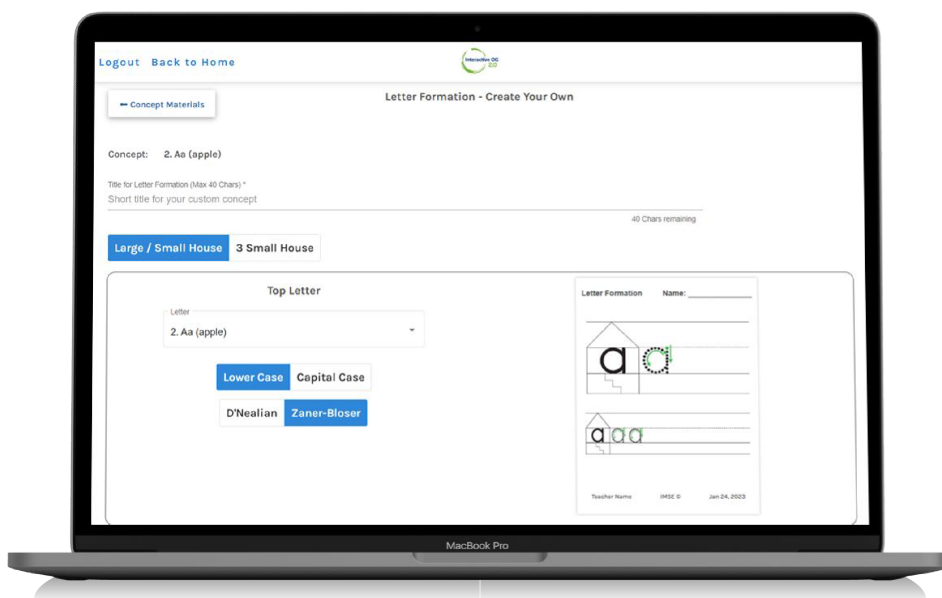 Logout Back to Home
Interactive OG
2.0
← Concept Materials
Letter Formation - Create Your Own
Concept: 2. Aa (apple)
Title for Letter Formation (Max 40 Chars) *
Short title for your custom concept
40 Chars remaining
Large / Small House 3 Small House
Top Letter
Letter
2. Aa (apple)
Lower Case Capital Case
D'Nealian Zaner-Bloser
Letter Formation Name: ____________
a a
a a a
Teacher Name IMSE © Jan 24, 2023
MacBook Pro